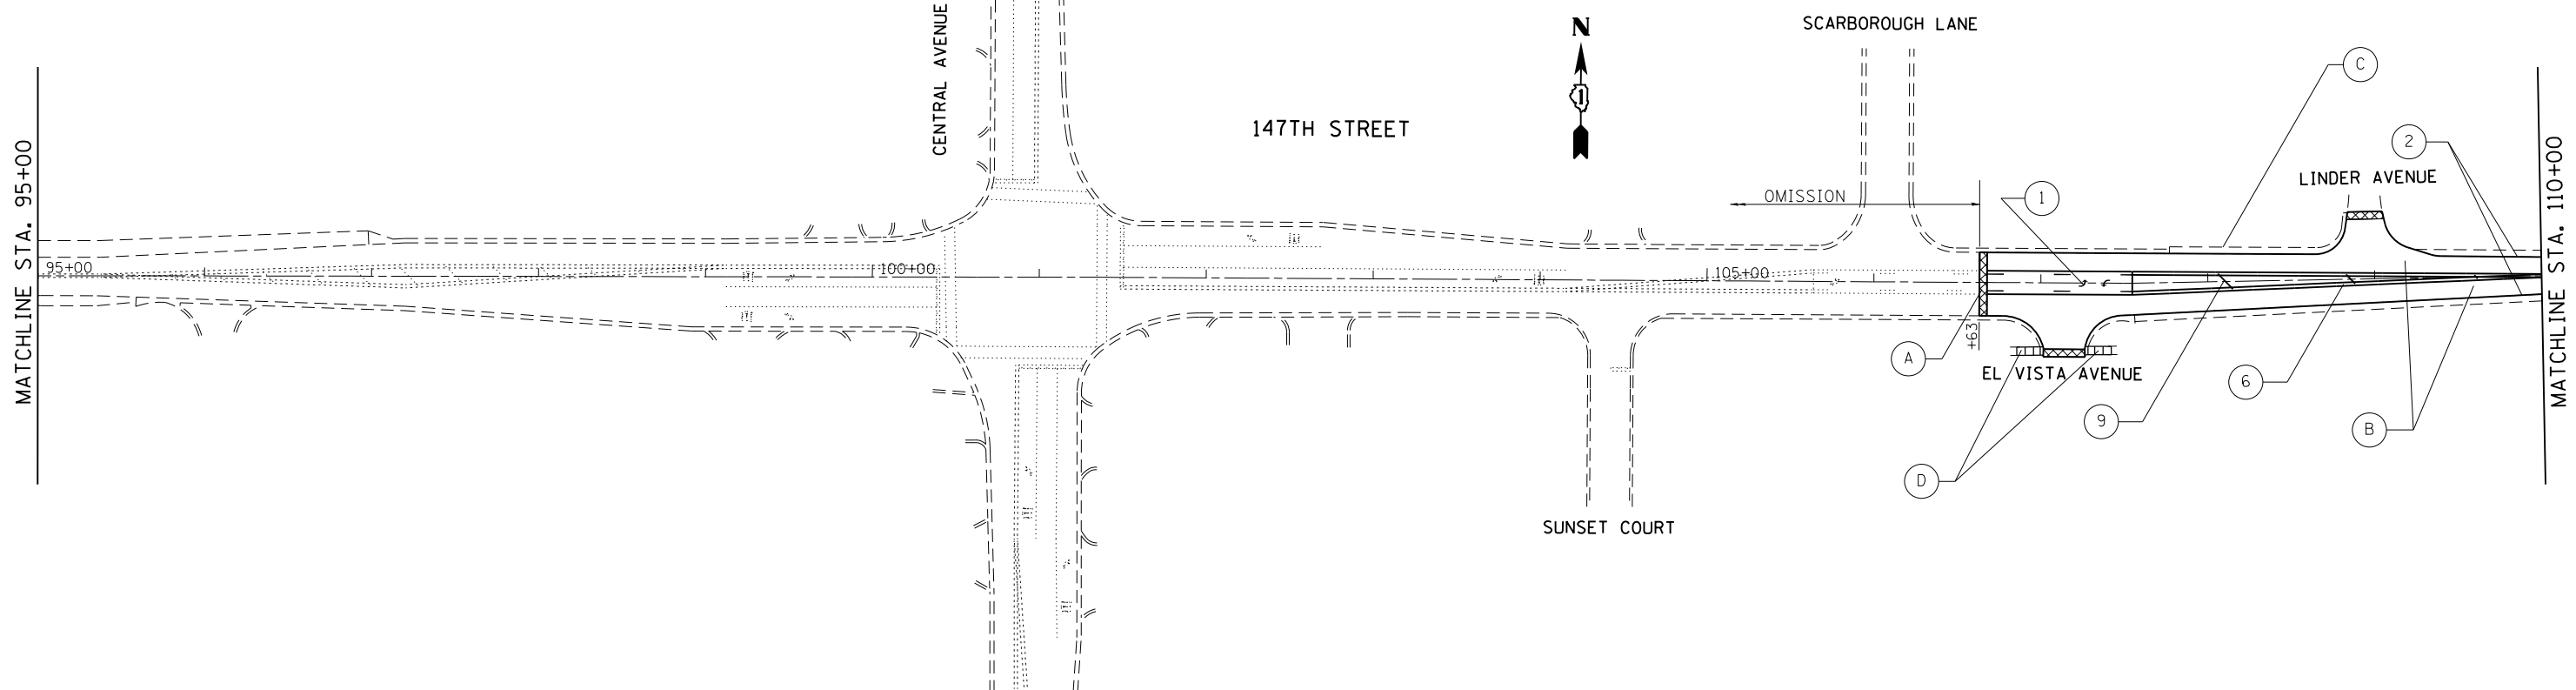 CENTRAL AVENUE
N
1
SCARBOROUGH LANE
C
147TH STREET
2
MATCHLINE STA. 95+00
MATCHLINE STA. 110+00
LINDER AVENUE
OMISSION
1
95+00
100+00
105+00
+63
A
EL VISTA AVENUE
6
9
B
D
SUNSET COURT